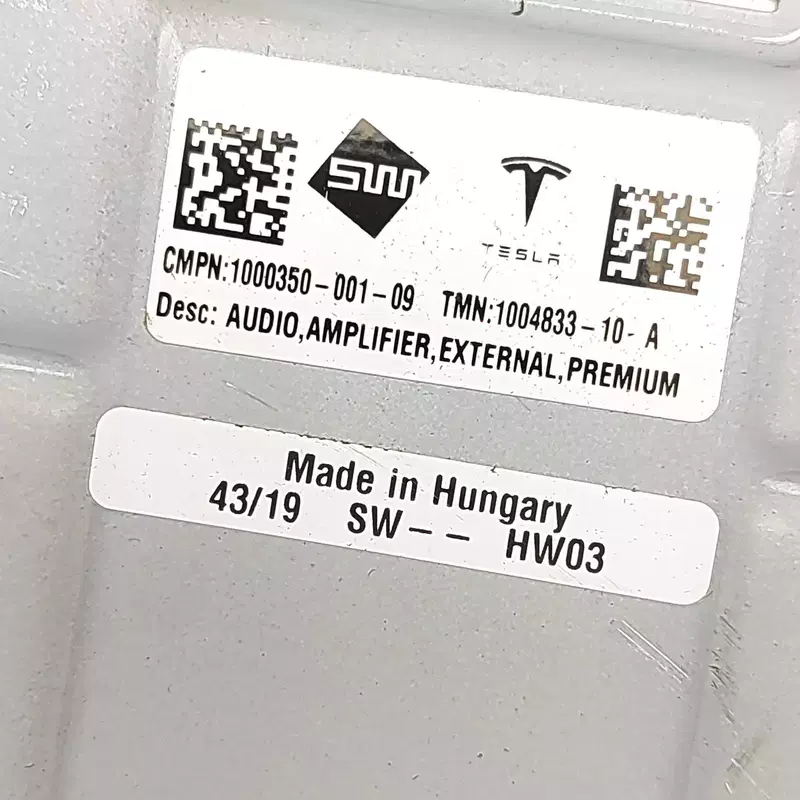 SWM
TESLA
CMPN:1000350-001-09 TMN:1004833-10-A
Desc: AUDIO,AMPLIFIER,EXTERNAL,PREMIUM
Made in Hungary
43/19 SW-- HW03